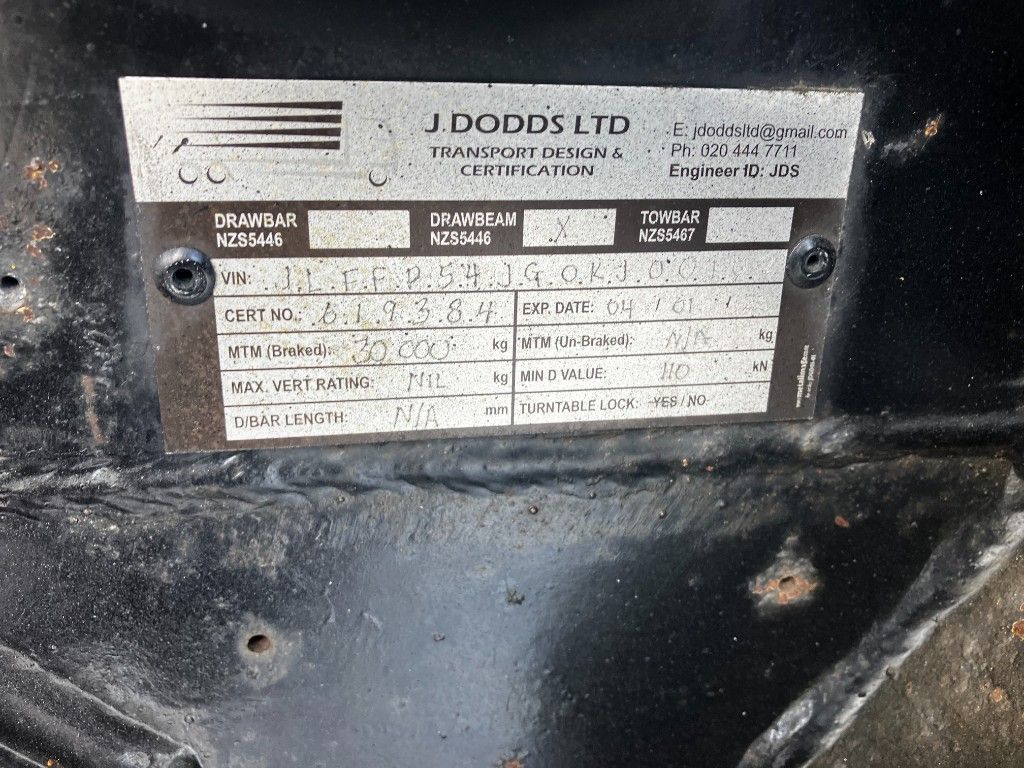 J.DODDS LTD
TRANSPORT DESIGN &
CERTIFICATION
E: jdoddsltd@gmail.com
Ph: 020 444 7711
Engineer ID: JDS
DRAWBAR
NZS5446
DRAWBEAM
NZS5446
X
TOWBAR
NZS5467
VIN:
CERT NO.: 619384
EXP. DATE: 04 / 01 /
MTM (Braked): 30 000 kg
MTM (Un-Braked): N/A kg
MAX. VERT RATING: NIL kg
MIN D VALUE: 110 kN
D/BAR LENGTH: N/A mm
TURNTABLE LOCK: YES / NO